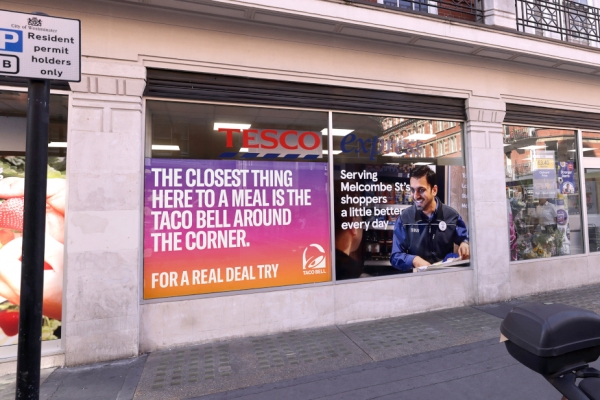 City of Westminster
P
Resident
permit
holders
only
B
TESCO express
THE CLOSEST THING
HERE TO A MEAL IS THE
TACO BELL AROUND
THE CORNER.
FOR A REAL DEAL TRY
TACO BELL
Serving
Melcombe St's
shoppers
a little better
every day